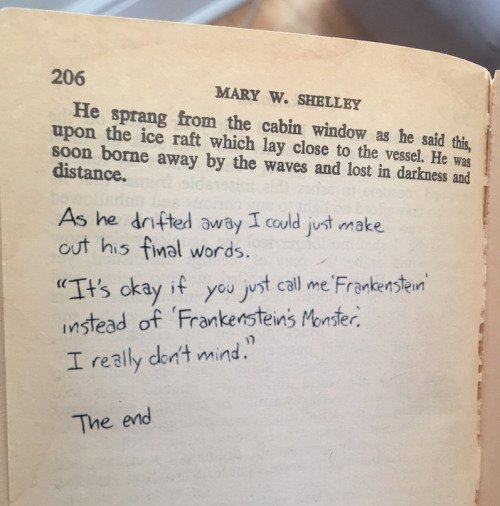 206
MARY W. SHELLEY
He sprang from the cabin window as he said this,
upon the ice raft which lay close to the vessel. He was
soon borne away by the waves and lost in darkness and
distance.
As he drifted away I could just make
out his final words.
“It's okay if you just call me 'Frankenstein'
instead of 'Frankenstein's Monster'.
I really don't mind.”
The end